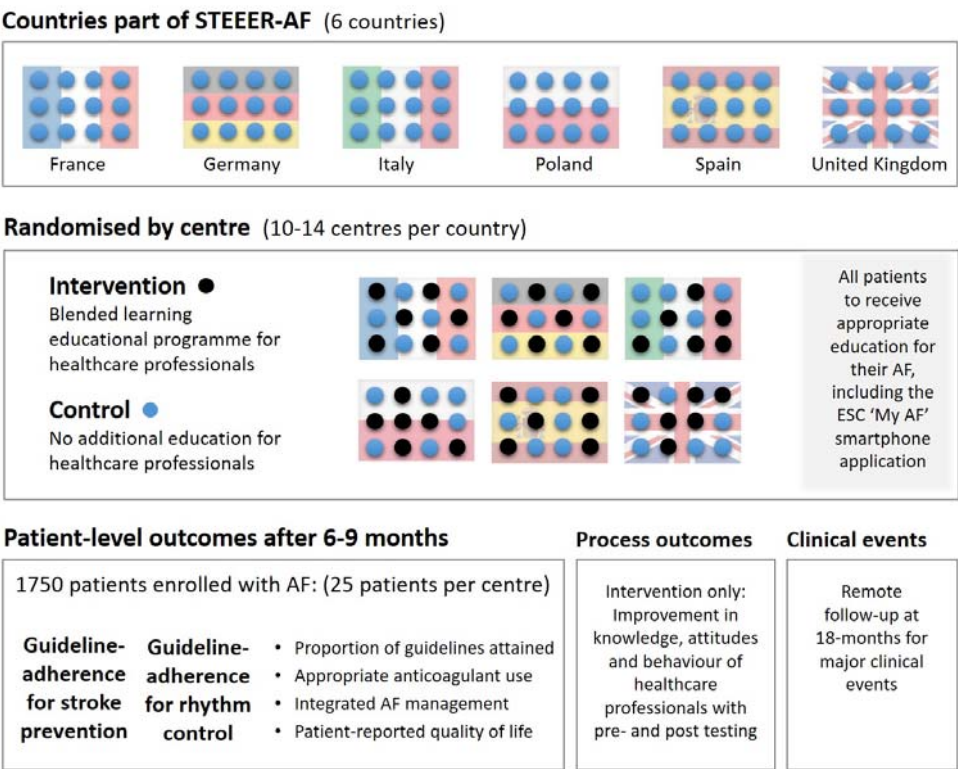 Countries part of STEEER-AF (6 countries)
France
Germany
Italy
Poland
Spain
United Kingdom
Randomised by centre (10-14 centres per country)
Intervention
Blended learning
educational programme for
healthcare professionals
Control
No additional education for
healthcare professionals
All patients
to receive
appropriate
education for
their AF,
including the
ESC ‘My AF’
smartphone
application
Patient-level outcomes after 6-9 months
1750 patients enrolled with AF: (25 patients per centre)
Guideline-
adherence
for stroke
prevention
Guideline-
adherence
for rhythm
control
• Proportion of guidelines attained
• Appropriate anticoagulant use
• Integrated AF management
• Patient-reported quality of life
Process outcomes
Intervention only:
Improvement in
knowledge, attitudes
and behaviour of
healthcare
professionals with
pre- and post testing
Clinical events
Remote
follow-up at
18-months for
major clinical
events